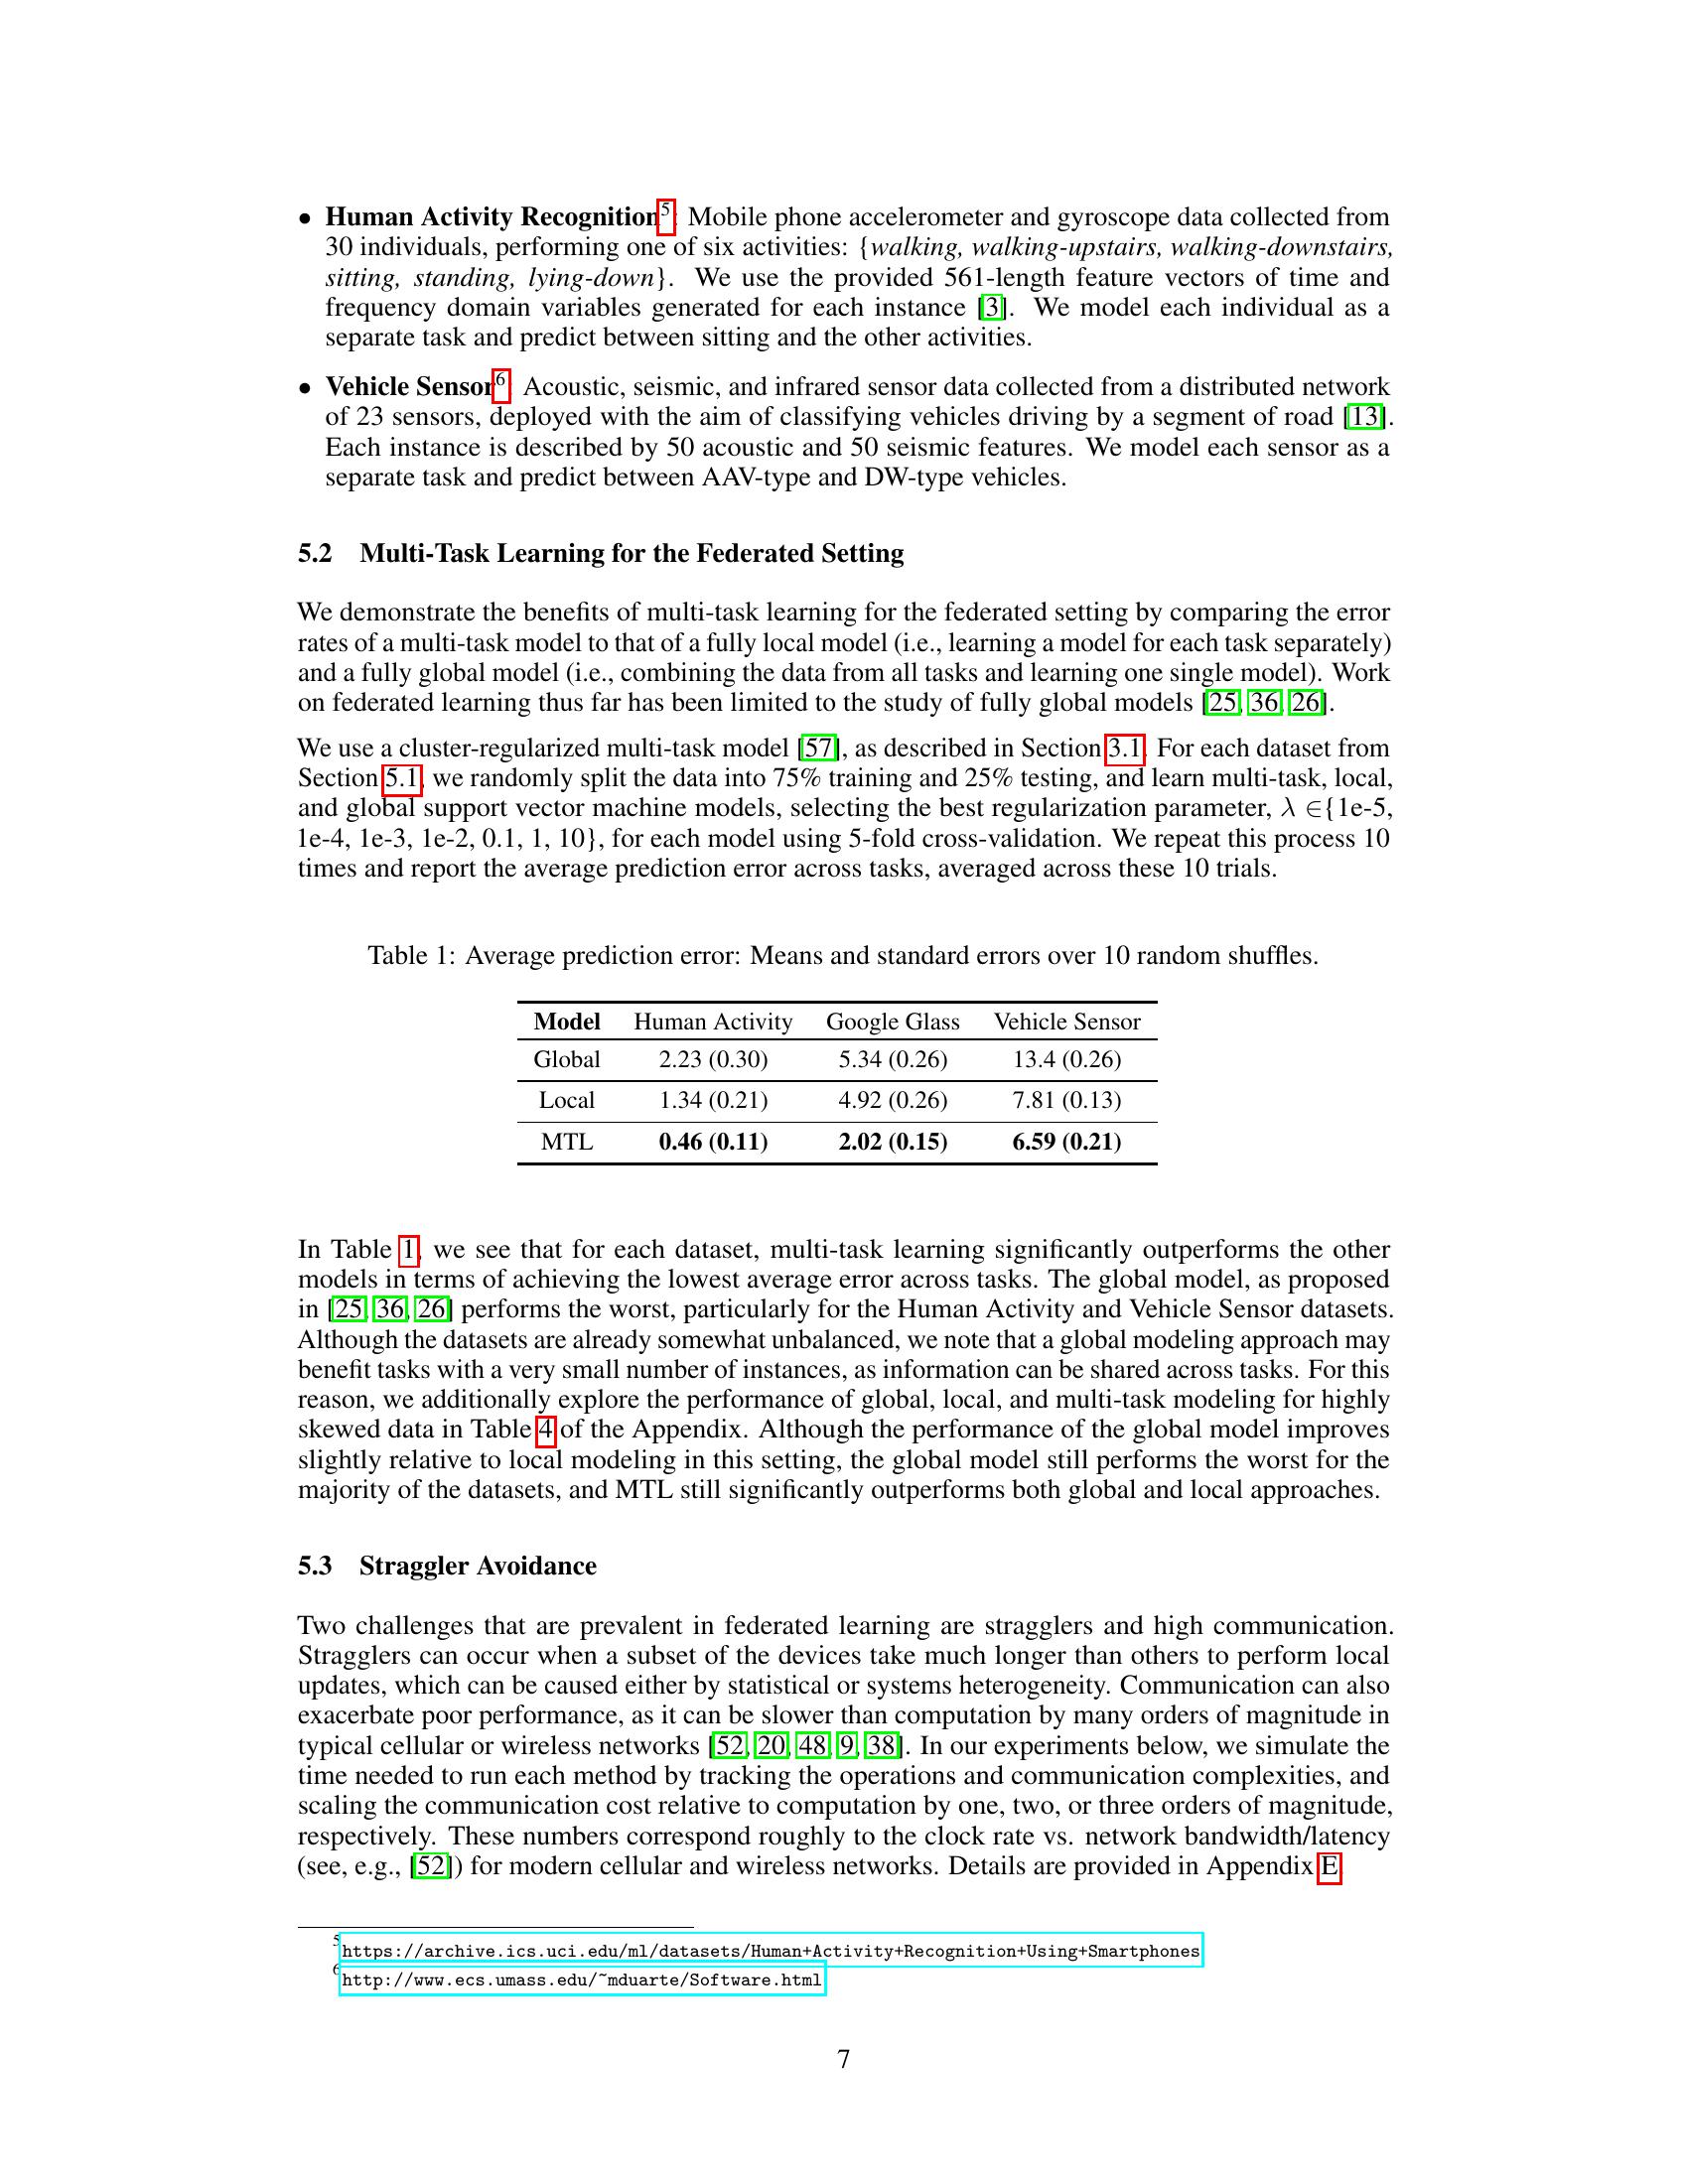 • Human Activity Recognition5: Mobile phone accelerometer and gyroscope data collected from
30 individuals, performing one of six activities: {walking, walking-upstairs, walking-downstairs,
sitting, standing, lying-down}. We use the provided 561-length feature vectors of time and
frequency domain variables generated for each instance [3]. We model each individual as a
separate task and predict between sitting and the other activities.
• Vehicle Sensor6: Acoustic, seismic, and infrared sensor data collected from a distributed network
of 23 sensors, deployed with the aim of classifying vehicles driving by a segment of road [13].
Each instance is described by 50 acoustic and 50 seismic features. We model each sensor as a
separate task and predict between AAV-type and DW-type vehicles.
5.2 Multi-Task Learning for the Federated Setting
We demonstrate the benefits of multi-task learning for the federated setting by comparing the error
rates of a multi-task model to that of a fully local model (i.e., learning a model for each task separately)
and a fully global model (i.e., combining the data from all tasks and learning one single model). Work
on federated learning thus far has been limited to the study of fully global models [25, 36, 26].
We use a cluster-regularized multi-task model [57], as described in Section 3.1. For each dataset from
Section 5.1, we randomly split the data into 75% training and 25% testing, and learn multi-task, local,
and global support vector machine models, selecting the best regularization parameter, λ ∈{1e-5,
1e-4, 1e-3, 1e-2, 0.1, 1, 10}, for each model using 5-fold cross-validation. We repeat this process 10
times and report the average prediction error across tasks, averaged across these 10 trials.
Table 1: Average prediction error: Means and standard errors over 10 random shuffles.
Model Human Activity Google Glass Vehicle Sensor
Global 2.23 (0.30) 5.34 (0.26) 13.4 (0.26)
Local 1.34 (0.21) 4.92 (0.26) 7.81 (0.13)
MTL 0.46 (0.11) 2.02 (0.15) 6.59 (0.21)
In Table 1, we see that for each dataset, multi-task learning significantly outperforms the other
models in terms of achieving the lowest average error across tasks. The global model, as proposed
in [25, 36, 26] performs the worst, particularly for the Human Activity and Vehicle Sensor datasets.
Although the datasets are already somewhat unbalanced, we note that a global modeling approach may
benefit tasks with a very small number of instances, as information can be shared across tasks. For this
reason, we additionally explore the performance of global, local, and multi-task modeling for highly
skewed data in Table 4 of the Appendix. Although the performance of the global model improves
slightly relative to local modeling in this setting, the global model still performs the worst for the
majority of the datasets, and MTL still significantly outperforms both global and local approaches.
5.3 Straggler Avoidance
Two challenges that are prevalent in federated learning are stragglers and high communication.
Stragglers can occur when a subset of the devices take much longer than others to perform local
updates, which can be caused either by statistical or systems heterogeneity. Communication can also
exacerbate poor performance, as it can be slower than computation by many orders of magnitude in
typical cellular or wireless networks [52, 20, 48, 9, 38]. In our experiments below, we simulate the
time needed to run each method by tracking the operations and communication complexities, and
scaling the communication cost relative to computation by one, two, or three orders of magnitude,
respectively. These numbers correspond roughly to the clock rate vs. network bandwidth/latency
(see, e.g., [52]) for modern cellular and wireless networks. Details are provided in Appendix E.
5https://archive.ics.uci.edu/ml/datasets/Human+Activity+Recognition+Using+Smartphones
6http://www.ecs.umass.edu/~mduarte/Software.html
7